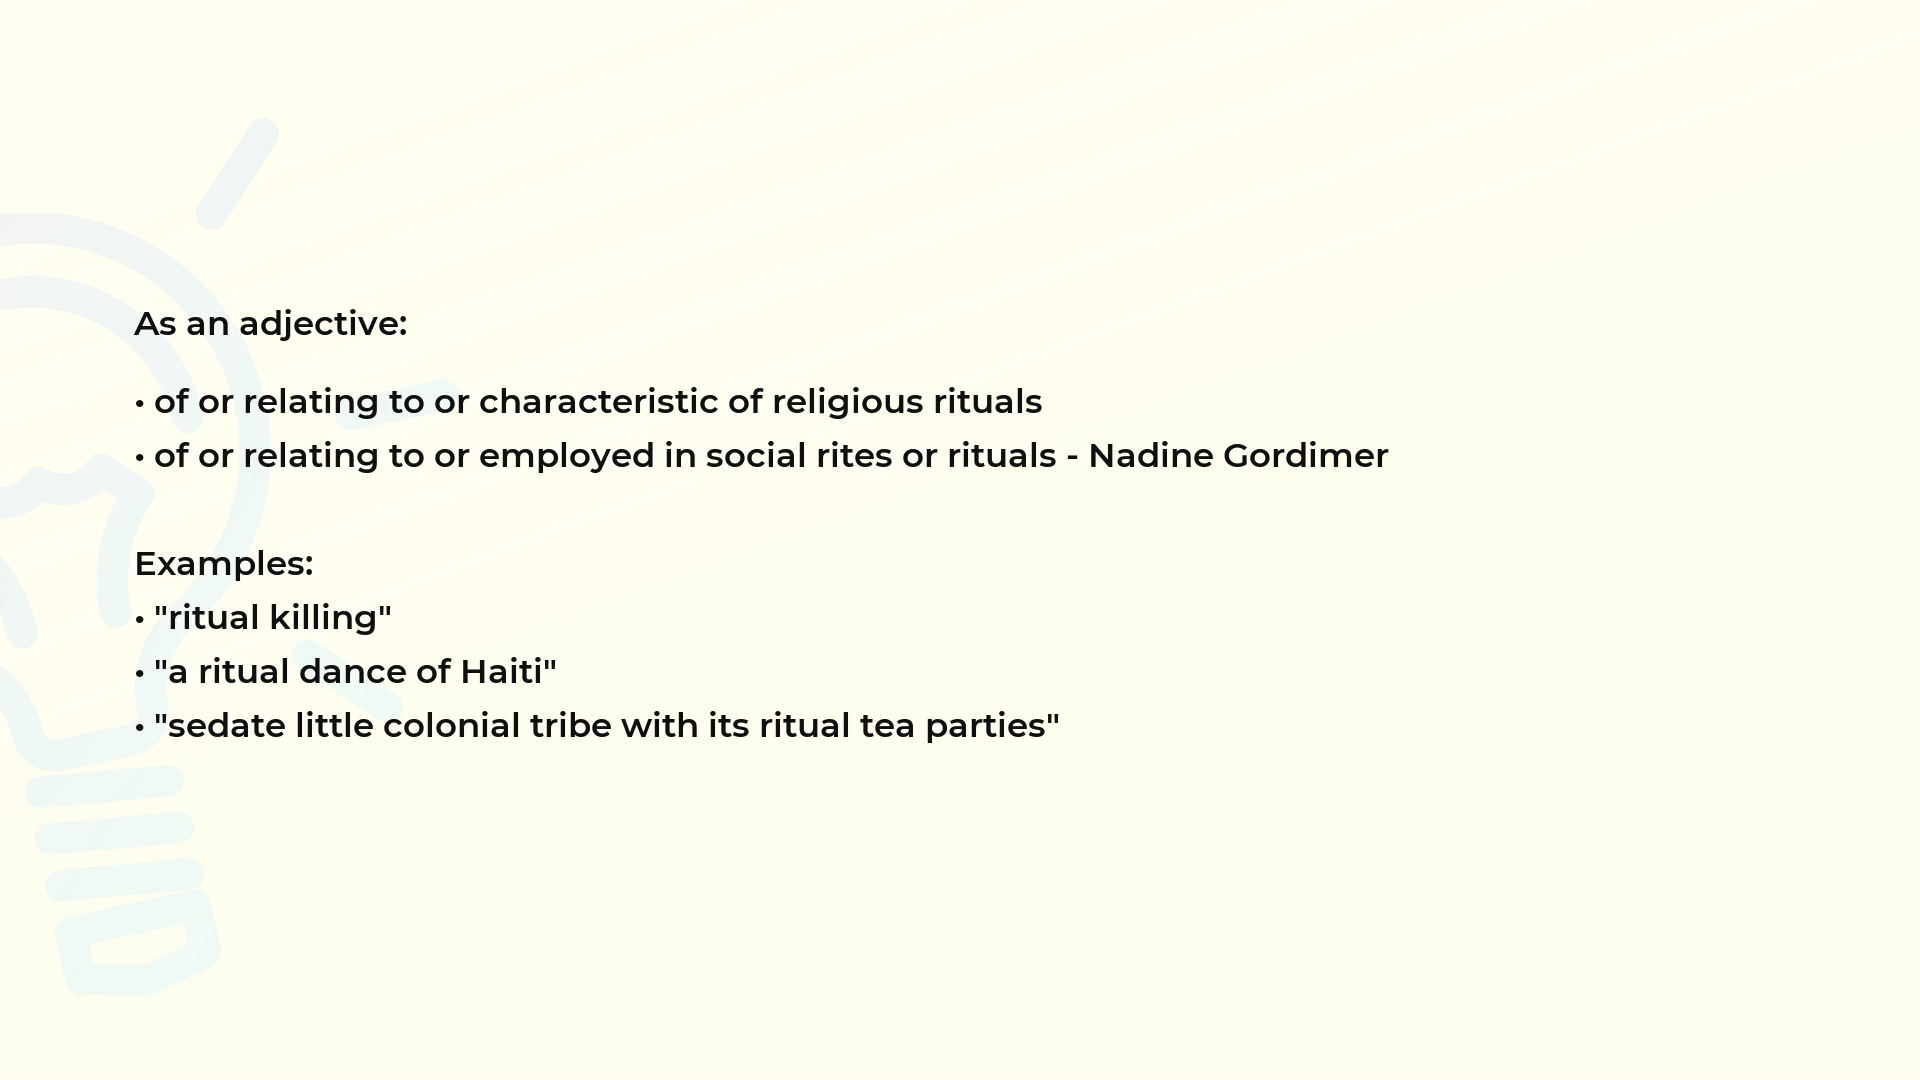 As an adjective:
• of or relating to or characteristic of religious rituals
• of or relating to or employed in social rites or rituals - Nadine Gordimer
Examples:
• "ritual killing"
• "a ritual dance of Haiti"
• "sedate little colonial tribe with its ritual tea parties"